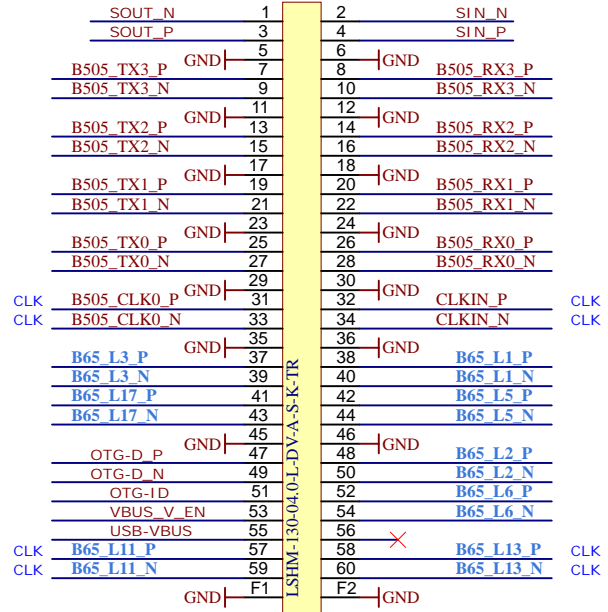 SOUT_N 1 2 SIN_N
SOUT_P 3 4 SIN_P
GND 5 6 GND
B505_TX3_P 7 8 B505_RX3_P
B505_TX3_N 9 10 B505_RX3_N
GND 11 12 GND
B505_TX2_P 13 14 B505_RX2_P
B505_TX2_N 15 16 B505_RX2_N
GND 17 18 GND
B505_TX1_P 19 20 B505_RX1_P
B505_TX1_N 21 22 B505_RX1_N
GND 23 24 GND
B505_TX0_P 25 26 B505_RX0_P
B505_TX0_N 27 28 B505_RX0_N
GND 29 30 GND
CLK B505_CLK0_P 31 32 CLKIN_P CLK
CLK B505_CLK0_N 33 34 CLKIN_N CLK
GND 35 36 GND
B65_L3_P 37 38 B65_L1_P
B65_L3_N 39 40 B65_L1_N
B65_L17_P 41 42 B65_L5_P
B65_L17_N 43 44 B65_L5_N
GND 45 46 GND
OTG-D_P 47 48 B65_L2_P
OTG-D_N 49 50 B65_L2_N
OTG-ID 51 52 B65_L6_P
VBUS_V_EN 53 54 B65_L6_N
USB-VBUS 55 56
CLK B65_L11_P 57 58 B65_L13_P CLK
CLK B65_L11_N 59 60 B65_L13_N CLK
GND F1 F2 GND
LSHM-130-04.0-L-DV-A-S-K-TR